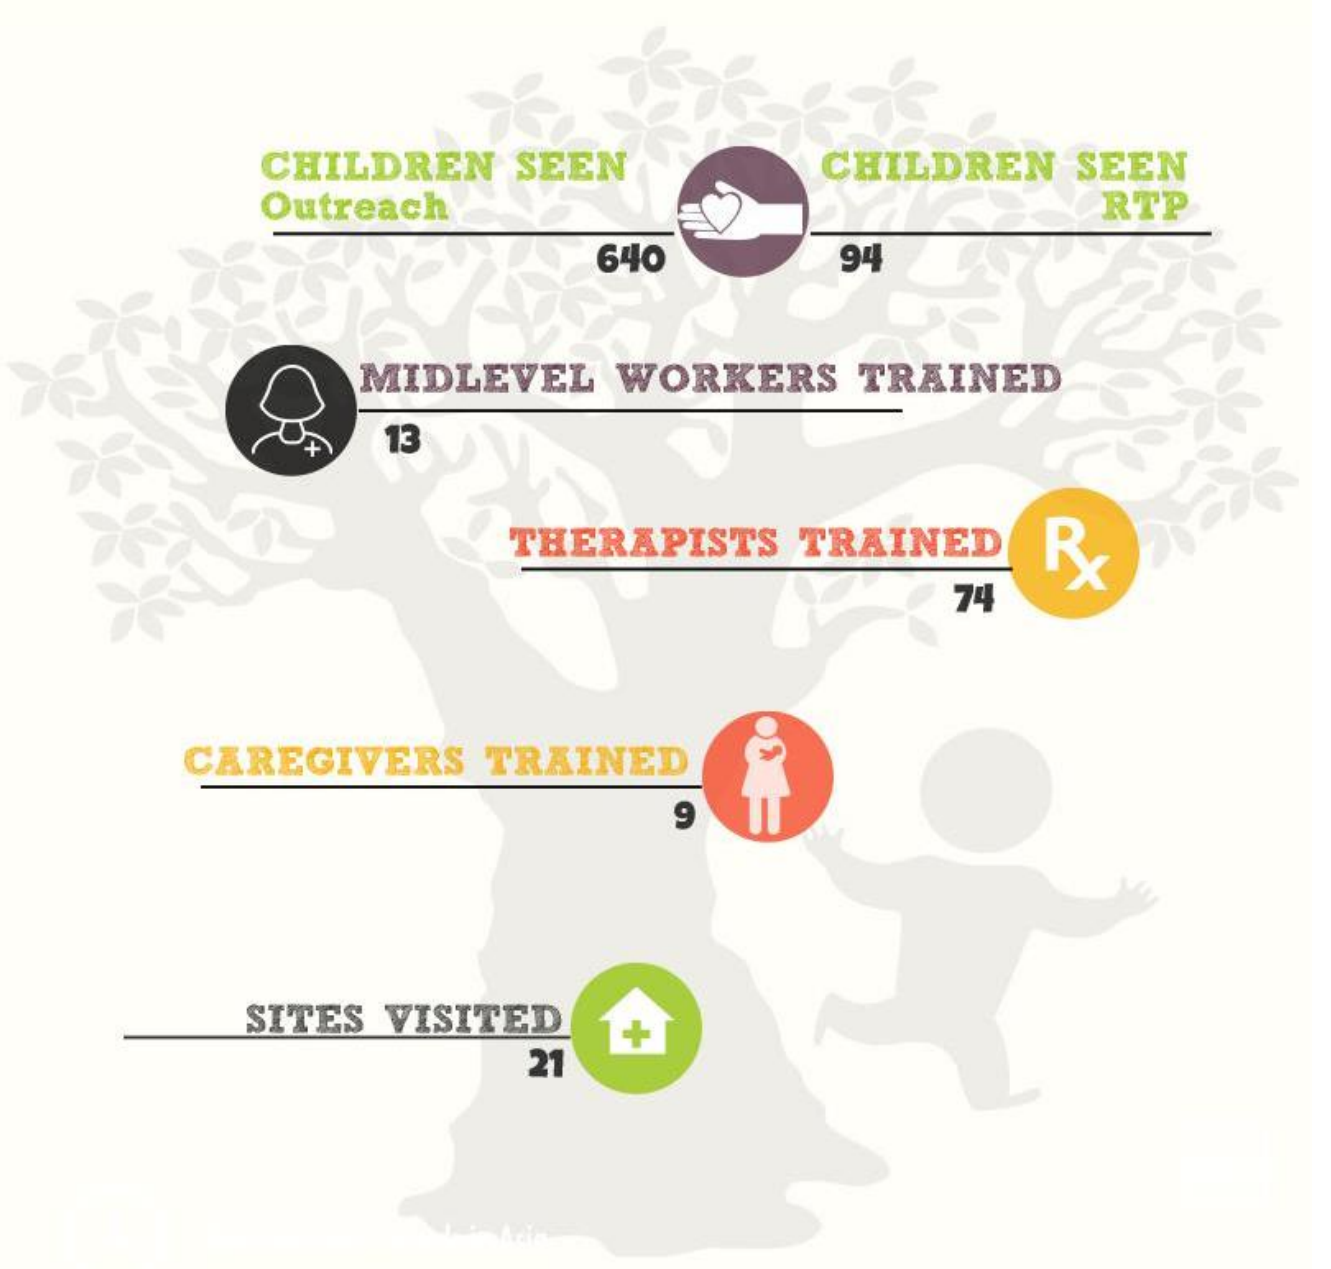 CHILDREN SEEN
Outreach
640
CHILDREN SEEN
RTP
94
MIDLEVEL WORKERS TRAINED
13
THERAPISTS TRAINED
Rx
74
CAREGIVERS TRAINED
9
SITES VISITED
21